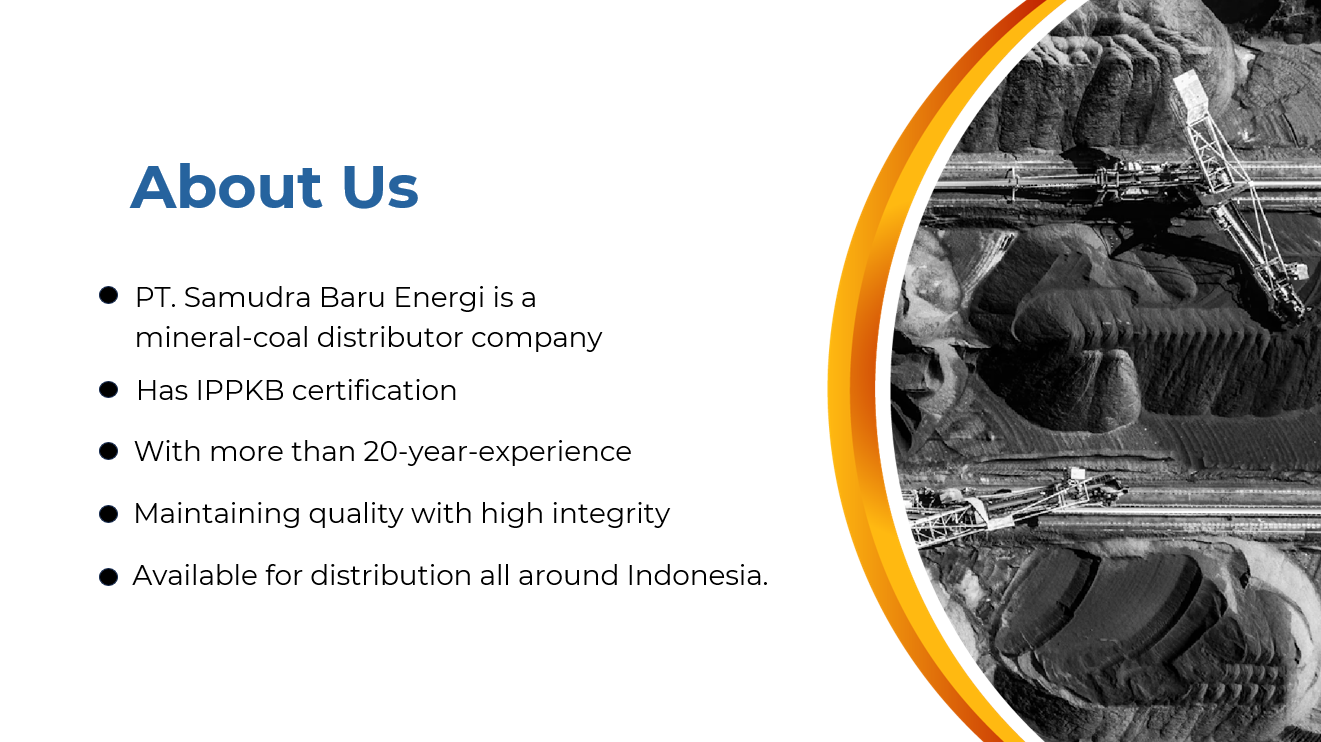 About Us
PT. Samudra Baru Energi is a
mineral-coal distributor company
Has IPPKB certification
With more than 20-year-experience
Maintaining quality with high integrity
Available for distribution all around Indonesia.